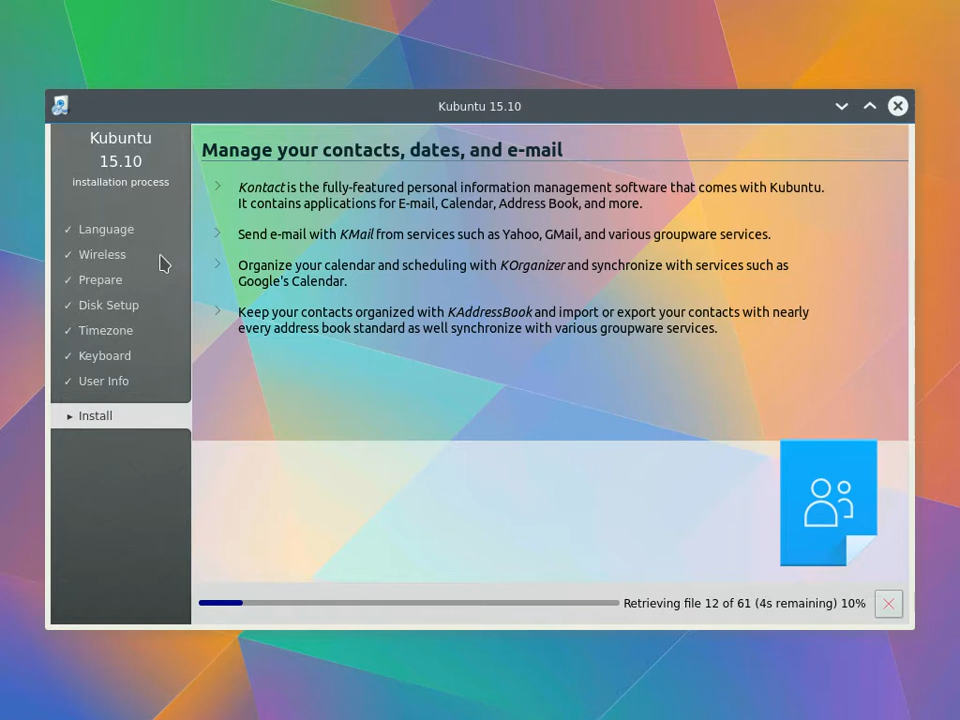 Kubuntu 15.10
Kubuntu
15.10
installation process
✓ Language
✓ Wireless
✓ Prepare
✓ Disk Setup
✓ Timezone
✓ Keyboard
✓ User Info
▸ Install
Manage your contacts, dates, and e-mail
Kontact is the fully-featured personal information management software that comes with Kubuntu.
It contains applications for E-mail, Calendar, Address Book, and more.
Send e-mail with KMail from services such as Yahoo, GMail, and various groupware services.
Organize your calendar and scheduling with KOrganizer and synchronize with services such as
Google's Calendar.
Keep your contacts organized with KAddressBook and import or export your contacts with nearly
every address book standard as well synchronize with various groupware services.
Retrieving file 12 of 61 (4s remaining) 10%